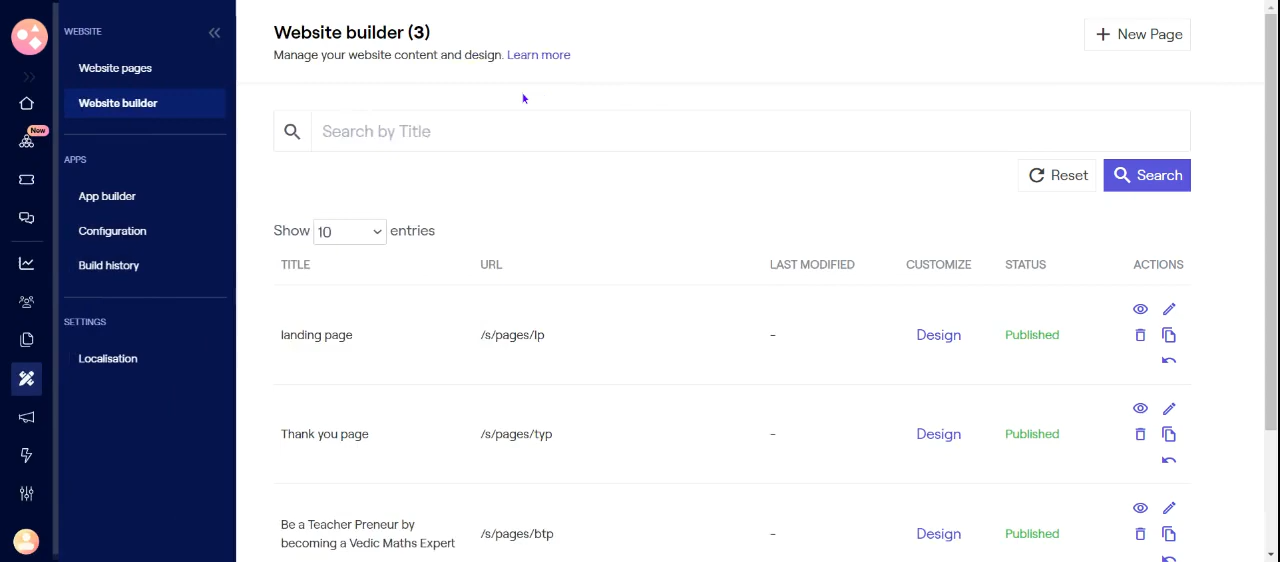 WEBSITE
Website pages
Website builder
New
APPS
App builder
Configuration
Build history
SETTINGS
Localisation
Website builder (3)
Manage your website content and design. Learn more
New Page
Search by Title
Reset
Search
Show 10 entries
TITLE URL LAST MODIFIED CUSTOMIZE STATUS ACTIONS
landing page /s/pages/lp - Design Published
Thank you page /s/pages/typ - Design Published
Be a Teacher Preneur by
becoming a Vedic Maths Expert /s/pages/btp - Design Published